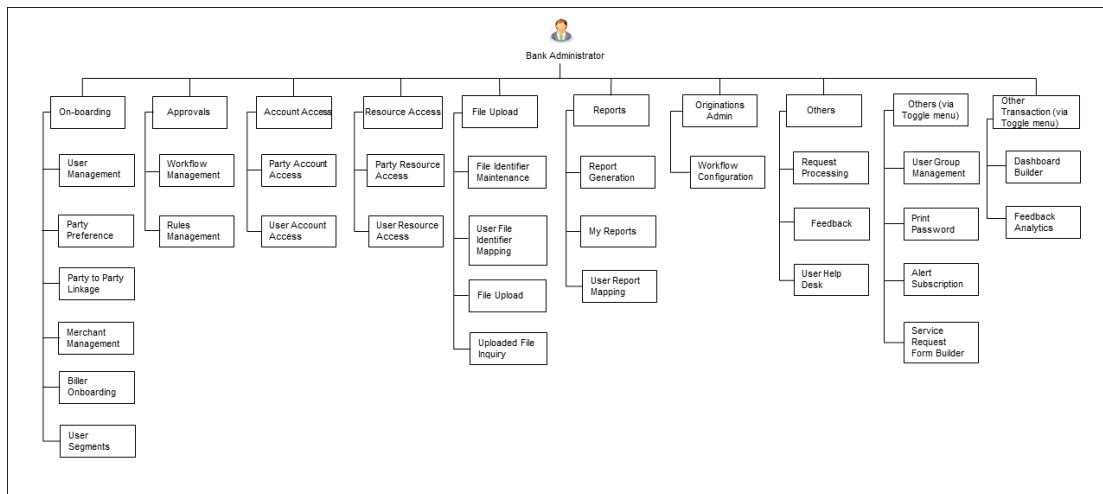 Bank Administrator
On-boarding
User
Management
Party
Preference
Party to Party
Linkage
Merchant
Management
Biller
Onboarding
User
Segments
Approvals
Workflow
Management
Rules
Management
Account Access
Party Account
Access
User Account
Access
Resource Access
Party Resource
Access
User Resource
Access
File Upload
File Identifier
Maintenance
User File
Identifier
Mapping
File Upload
Uploaded File
Inquiry
Reports
Report
Generation
My Reports
User Report
Mapping
Originations
Admin
Workflow
Configuration
Others
Request
Processing
Feedback
User Help
Desk
Others (via
Toggle menu)
User Group
Management
Print
Password
Alert
Subscription
Service
Request
Form Builder
Other
Transaction (via
Toggle menu)
Dashboard
Builder
Feedback
Analytics